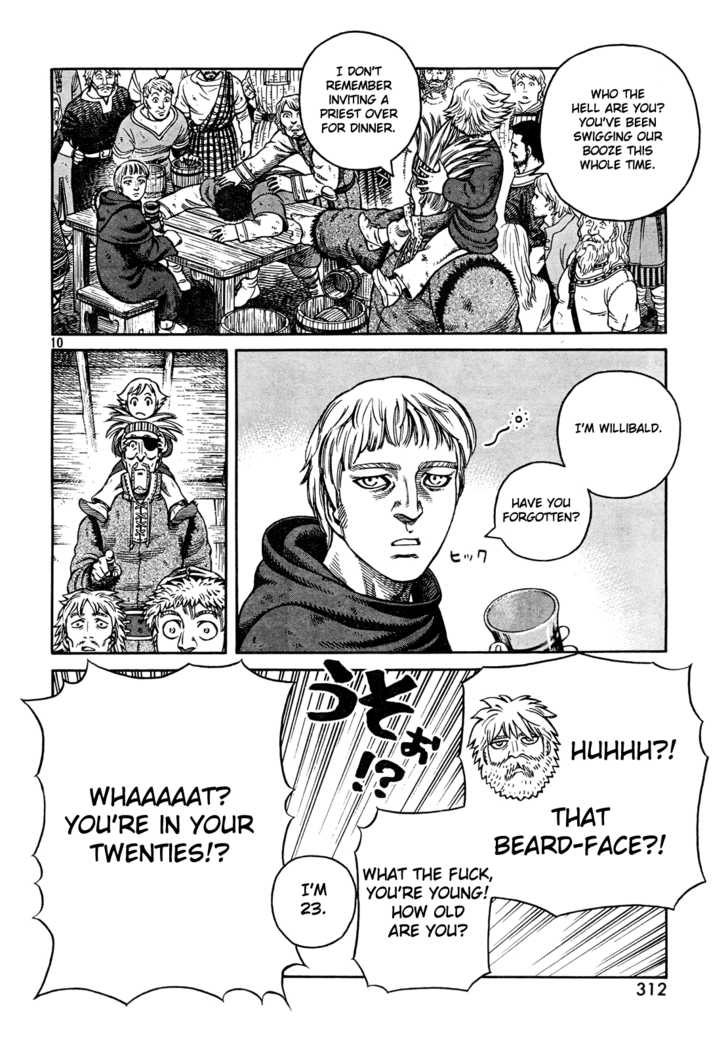 WHO THE
HELL ARE YOU?
YOU'VE BEEN
SWIGGING OUR
BOOZE THIS
WHOLE TIME.
I DON'T
REMEMBER
INVITING A
PRIEST OVER
FOR DINNER.
10
I'M WILLIBALD.
HAVE YOU
FORGOTTEN?
ヒック
HUHHH?!
THAT
BEARD-FACE?!
うそぉ!?
WHAT THE FUCK,
YOU'RE YOUNG!
HOW OLD
ARE YOU?
I'M
23.
WHAAAAAT?
YOU'RE IN YOUR
TWENTIES!?
312